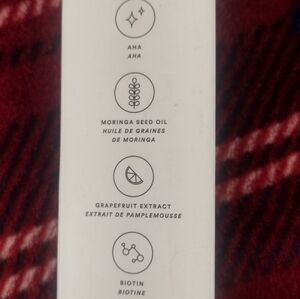 AHA
AHA
MORINGA SEED OIL
HUILE DE GRAINES
DE MORINGA
GRAPEFRUIT EXTRACT
EXTRAIT DE PAMPLEMOUSSE
BIOTIN
BIOTINE